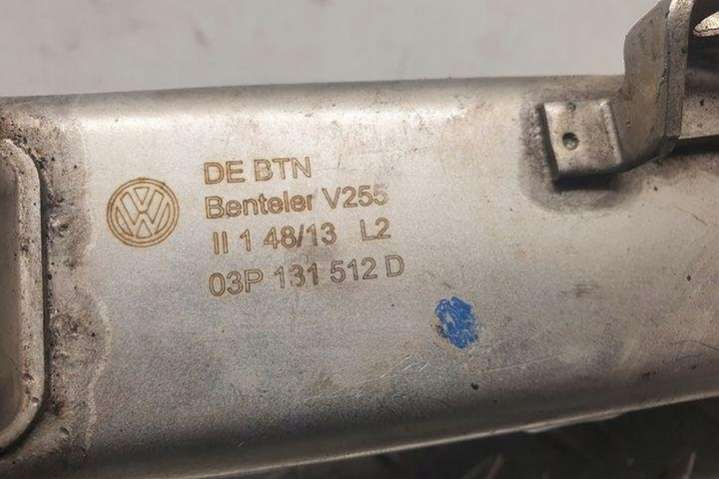 DE BTN
Benteler V255
II 1 48/13 L2
03P 131 512 D